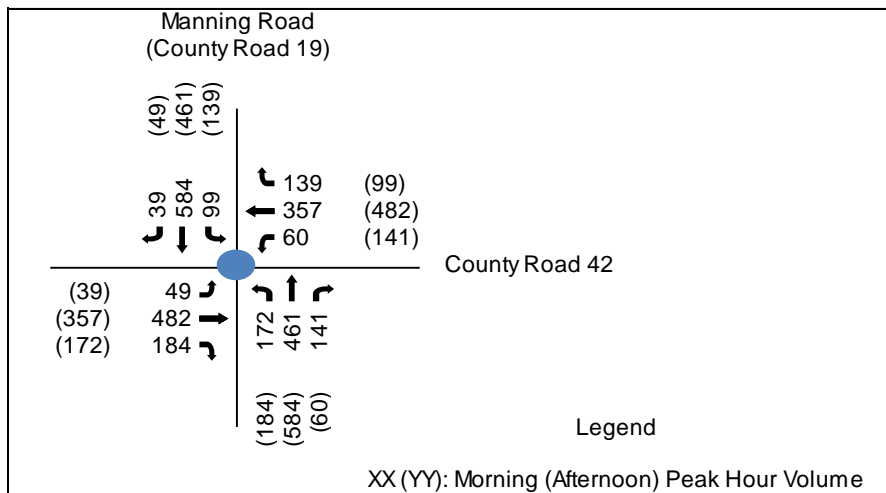 Manning Road
(County Road 19)
(49) (461) (139)
39 584 99
139 (99)
357 (482)
60 (141)
County Road 42
(39) 49
(357) 482
(172) 184
172 461 141
(184) (584) (60)
Legend
XX (YY): Morning (Afternoon) Peak Hour Volume